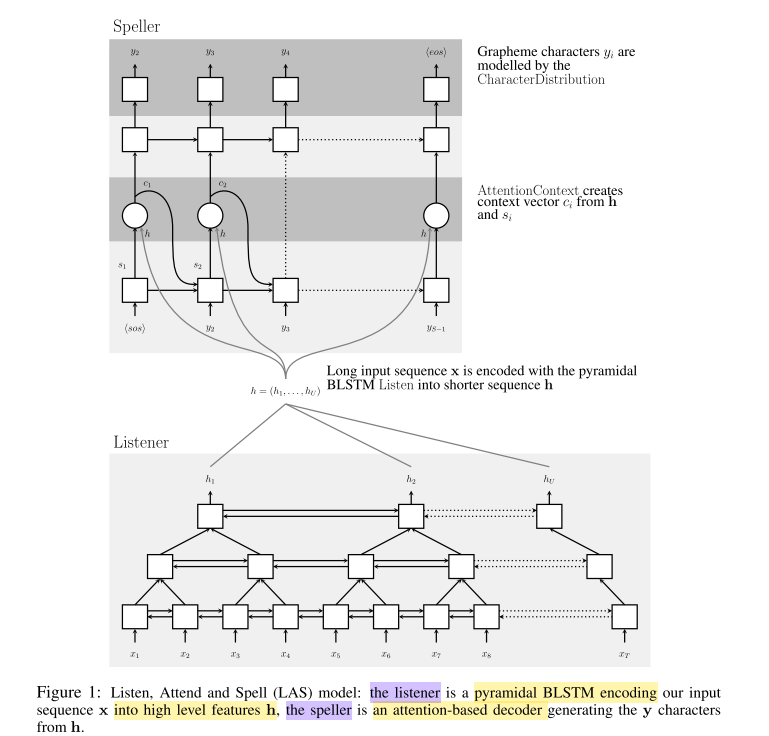 Speller
y₂ y₃ y₄ ⟨eos⟩
Grapheme characters yᵢ are
modelled by the
CharacterDistribution
c₁ c₂
AttentionContext creates
context vector cᵢ from h
and sᵢ
h h h
s₁ s₂
⟨sos⟩ y₂ y₃ y_{S−1}
Long input sequence x is encoded with the pyramidal
BLSTM Listen into shorter sequence h
h = (h₁, . . . , h_U)
Listener
h₁ h₂ h_U
x₁ x₂ x₃ x₄ x₅ x₆ x₇ x₈ x_T
Figure 1: Listen, Attend and Spell (LAS) model: the listener is a pyramidal BLSTM encoding our input
sequence x into high level features h, the speller is an attention-based decoder generating the y characters
from h.